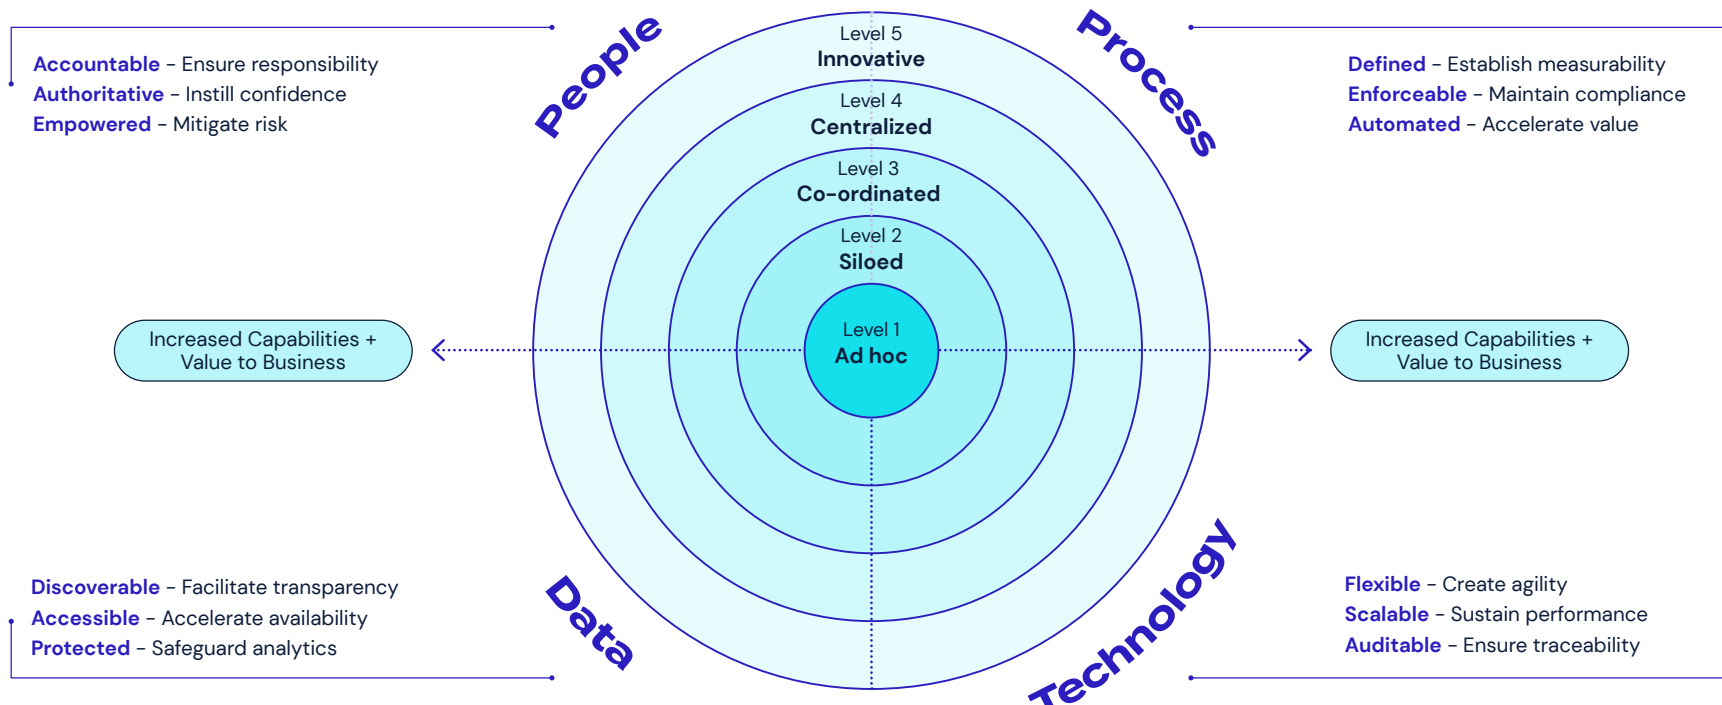 People
Accountable – Ensure responsibility
Authoritative – Instill confidence
Empowered – Mitigate risk
Process
Defined – Establish measurability
Enforceable – Maintain compliance
Automated – Accelerate value
Level 5
Innovative
Level 4
Centralized
Level 3
Co-ordinated
Level 2
Siloed
Level 1
Ad hoc
Increased Capabilities +
Value to Business
Increased Capabilities +
Value to Business
Data
Discoverable – Facilitate transparency
Accessible – Accelerate availability
Protected – Safeguard analytics
Technology
Flexible – Create agility
Scalable – Sustain performance
Auditable – Ensure traceability